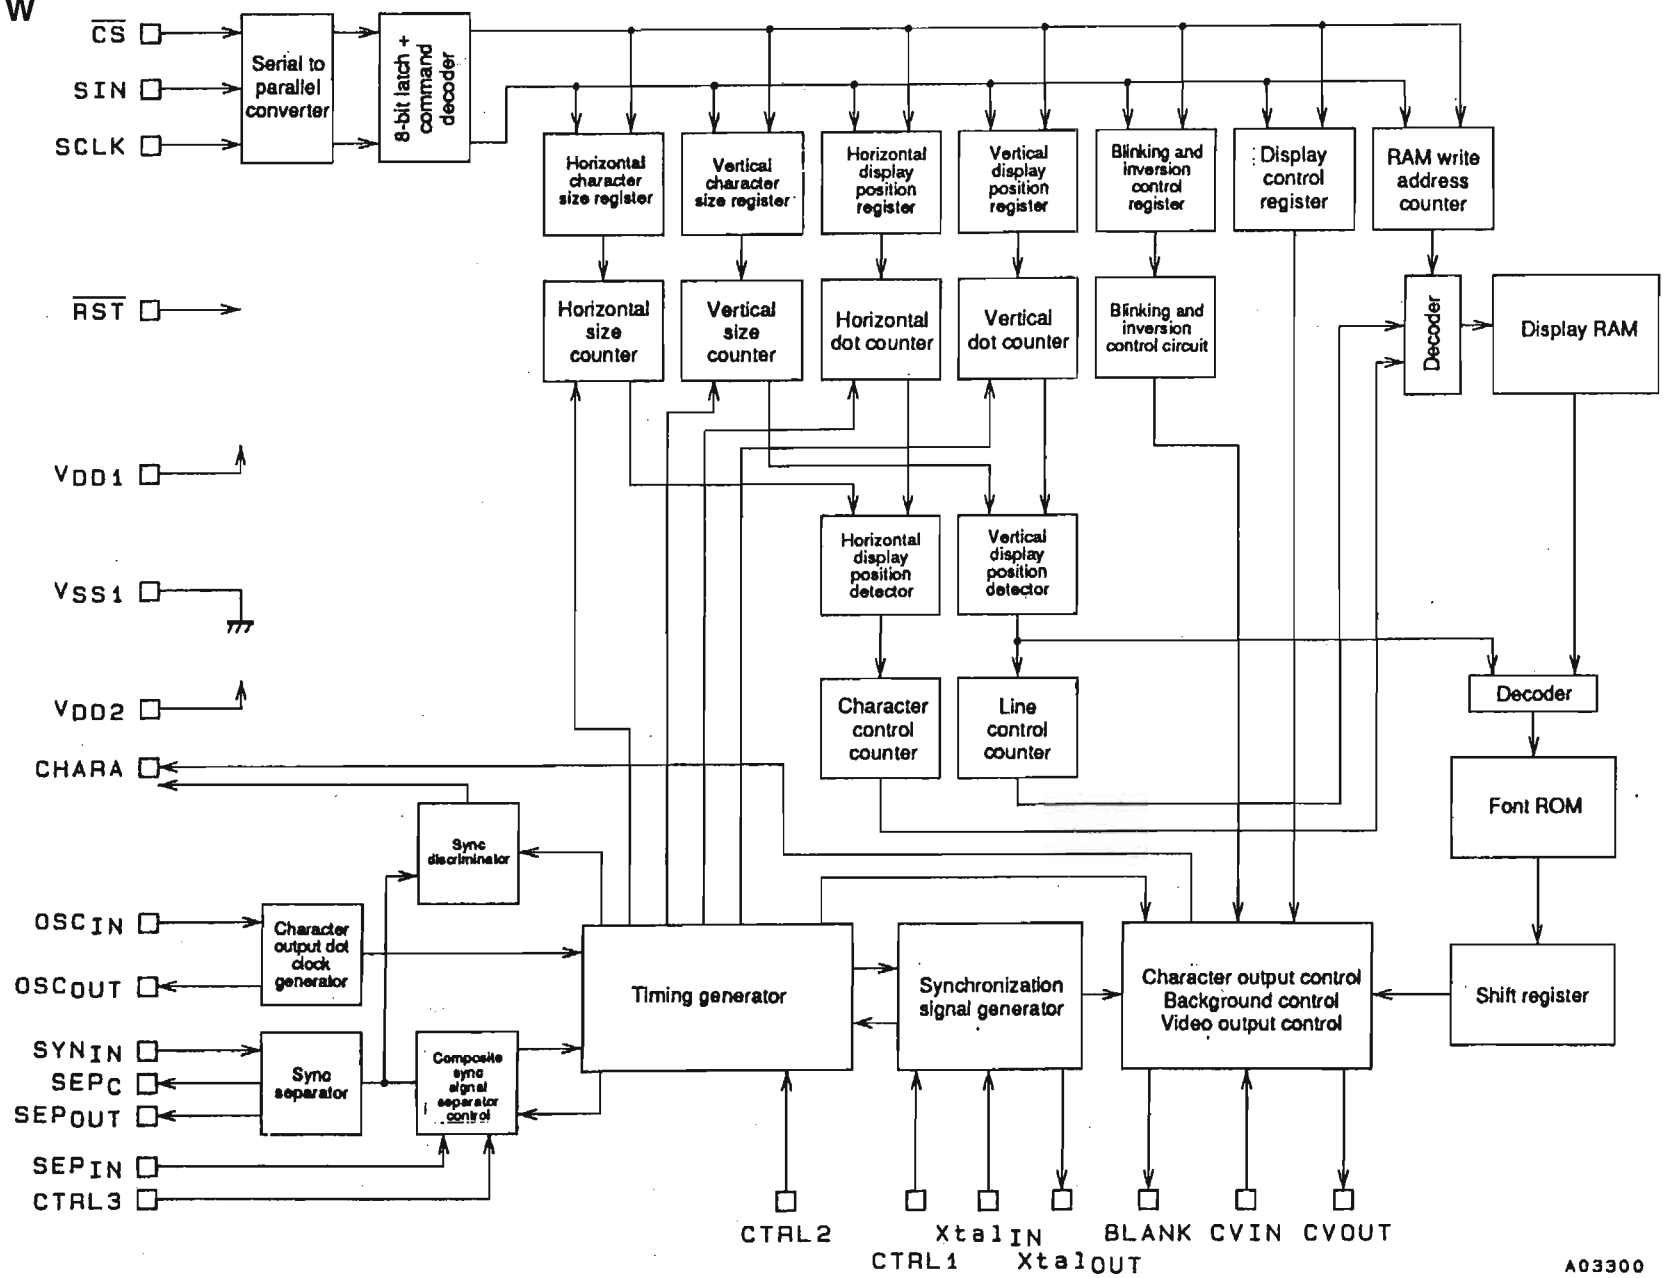 W
CS
SIN
SCLK
Serial to
parallel
converter
8-bit latch +
command
decoder
Horizontal
character
size register
Vertical
character
size register
Horizontal
display
position
register
Vertical
display
position
register
Blinking and
inversion
control
register
Display
control
register
RAM write
address
counter
RST
Horizontal
size
counter
Vertical
size
counter
Horizontal
dot counter
Vertical
dot counter
Blinking and
inversion
control circuit
Decoder
Display RAM
VDD1
VSS1
VDD2
Horizontal
display
position
detector
Vertical
display
position
detector
Character
control
counter
Line
control
counter
Decoder
Font ROM
CHARA
Sync
discriminator
OSCIN
OSCOUT
Character
output dot
clock
generator
SYNIN
SEPC
SEPOUT
Sync
separator
Composite
sync
signal
separator
control
SEPIN
CTRL3
Timing generator
Synchronization
signal generator
Character output control
Background control
Video output control
Shift register
CTRL2
CTRL1
XtalIN
XtalOUT
BLANK
CVIN
CVOUT
A03300